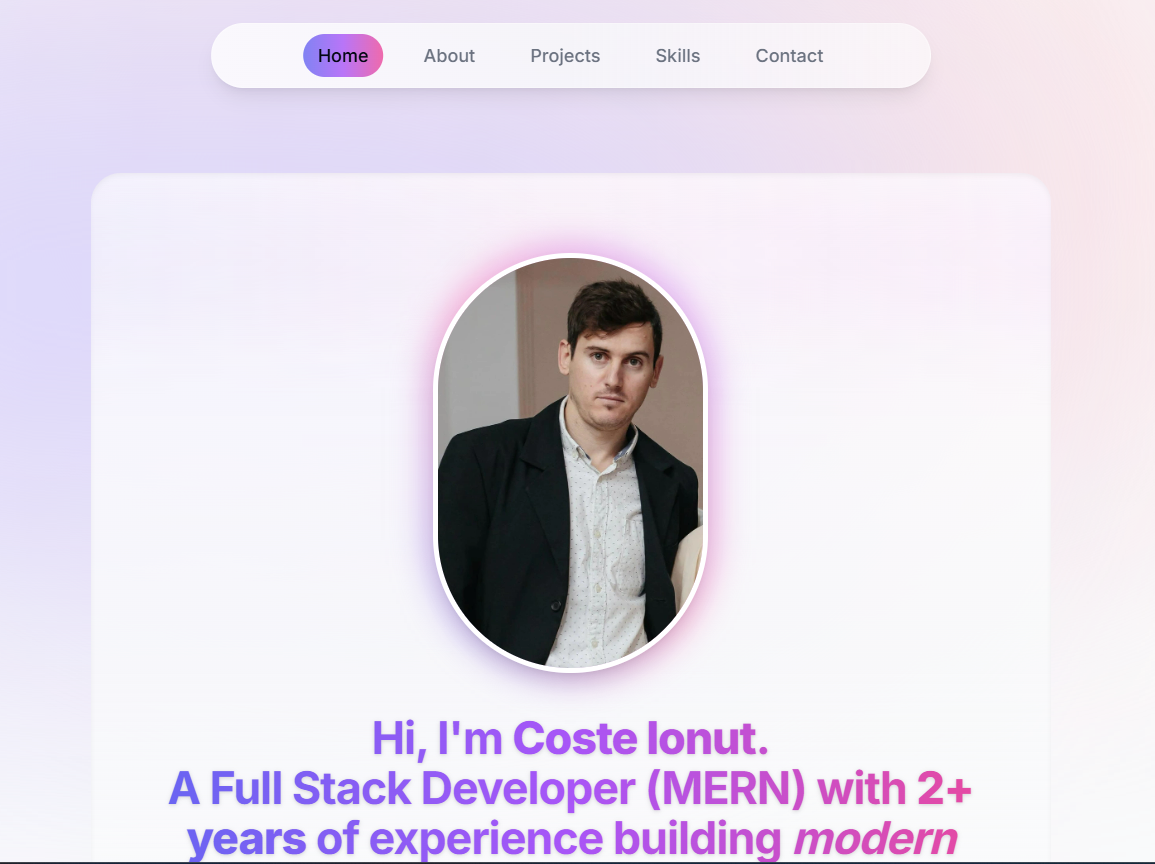 Home About Projects Skills Contact
Hi, I'm Coste Ionut.
A Full Stack Developer (MERN) with 2+
years of experience building modern